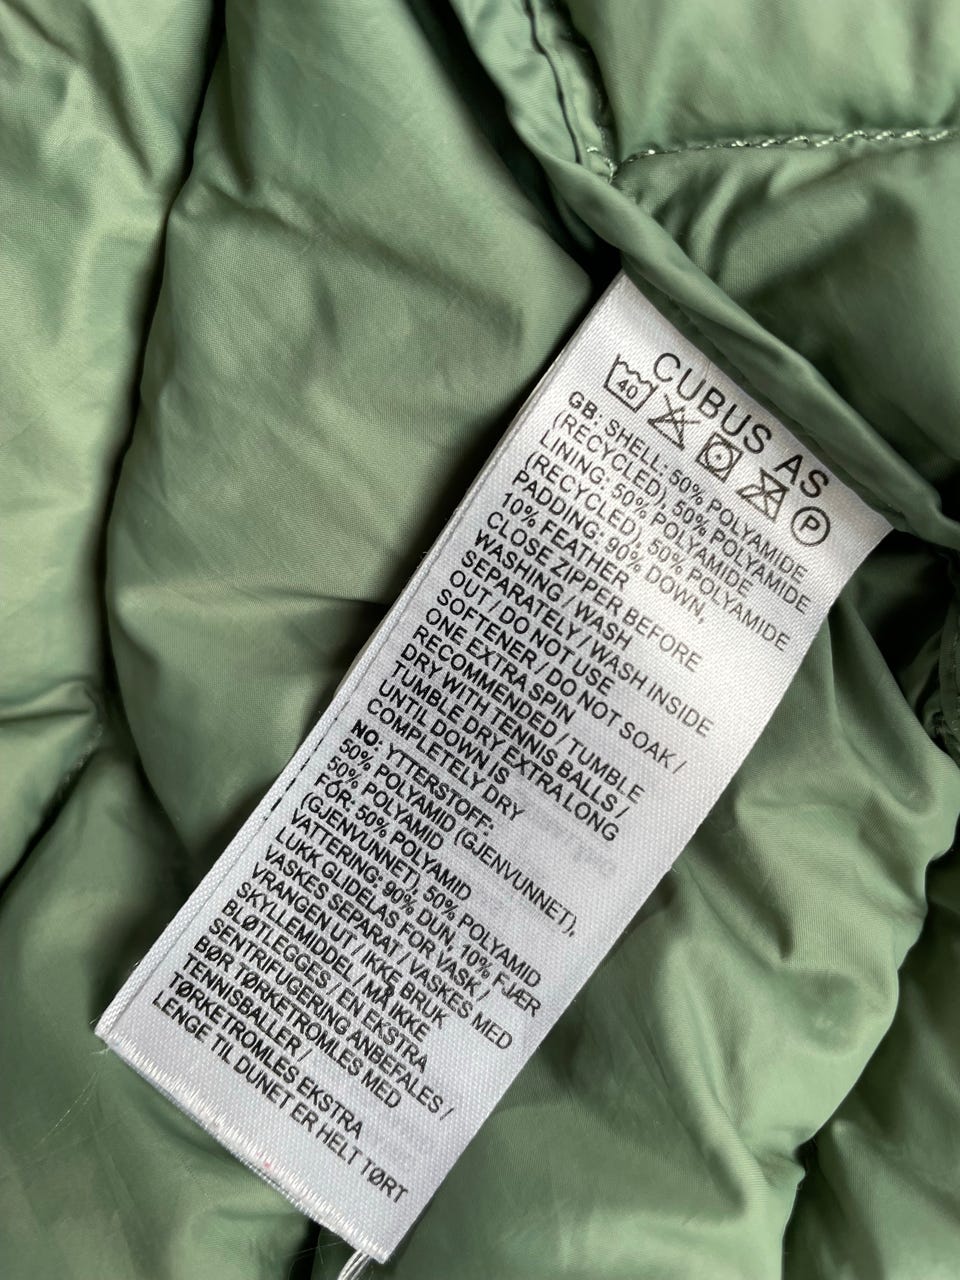 CUBUS AS
40 P
GB: SHELL: 50% POLYAMIDE
(RECYCLED), 50% POLYAMIDE
LINING: 50% POLYAMIDE
(RECYCLED), 50% POLYAMIDE
PADDING: 90% DOWN,
10% FEATHER
CLOSE ZIPPER BEFORE
WASHING / WASH
SEPARATELY / WASH INSIDE
OUT / DO NOT USE
SOFTENER / DO NOT SOAK /
ONE EXTRA SPIN
RECOMMENDED / TUMBLE
DRY WITH TENNIS BALLS /
TUMBLE DRY EXTRA LONG
UNTIL DOWN IS
COMPLETELY DRY
NO: YTTERSTOFF:
50% POLYAMID (GJENVUNNET),
50% POLYAMID
FÓR: 50% POLYAMID
(GJENVUNNET), 50% POLYAMID
VATTERING: 90% DUN, 10% FJÆR
LUKK GLIDELÅS FØR VASK /
VASKES SEPARAT / VASKES MED
VRANGEN UT / IKKE BRUK
SKYLLEMIDDEL / MÅ IKKE
BLØTLEGGES / EN EKSTRA
SENTRIFUGERING ANBEFALES /
BØR TØRKETROMLES MED
TENNISBALLER /
TØRKETROMLES EKSTRA
LENGE TIL DUNET ER HELT TØRT